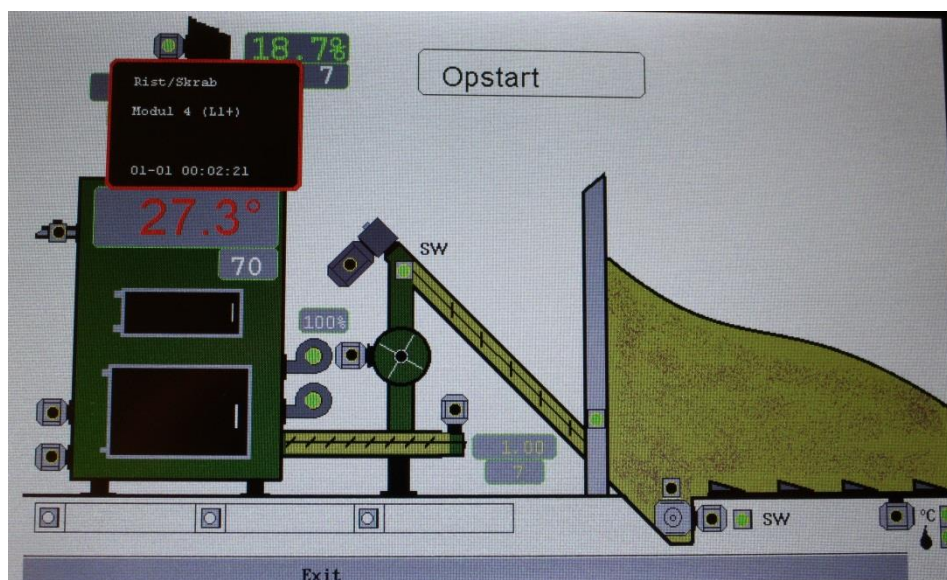 18.7%
7
Opstart
Rist/Skrab
Modul 4 (L1+)
01-01 00:02:21
27.3°
70
SW
100%
1.00
7
SW
°C
Exit